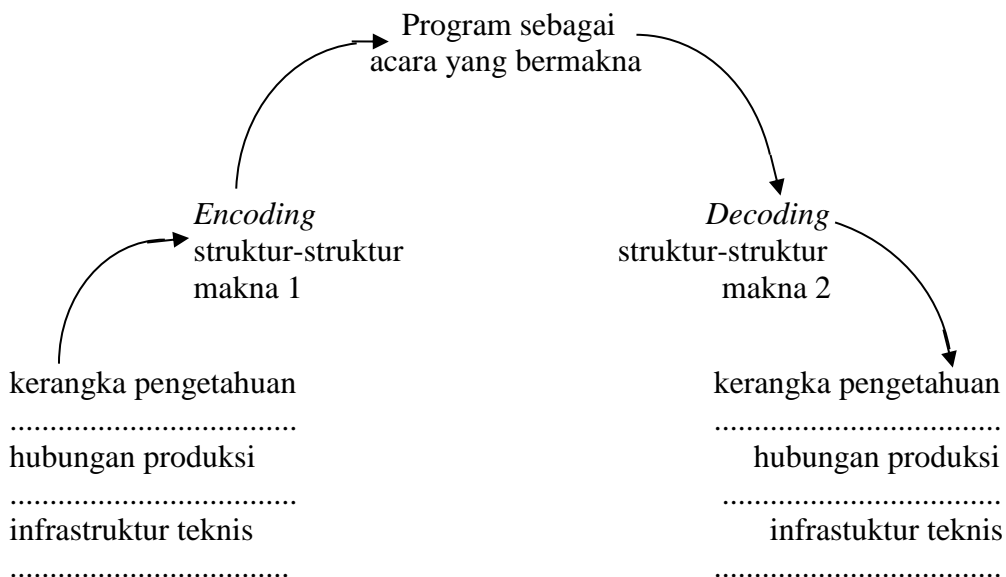 Program sebagai
acara yang bermakna
Encoding
struktur-struktur
makna 1
Decoding
struktur-struktur
makna 2
kerangka pengetahuan
....................................
hubungan produksi
....................................
infrastruktur teknis
...................................
kerangka pengetahuan
....................................
hubungan produksi
...................................
infrastuktur teknis
....................................